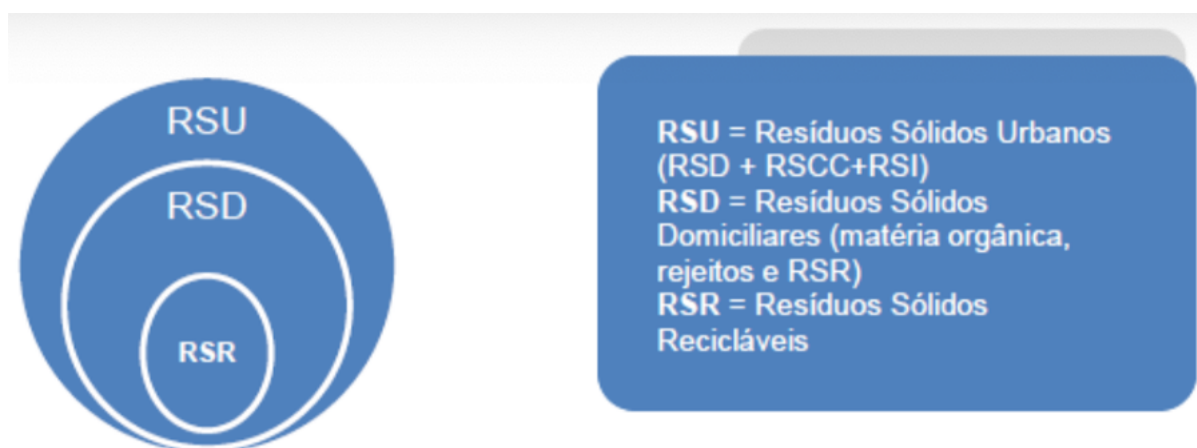 RSU
RSD
RSR
RSU = Resíduos Sólidos Urbanos
(RSD + RSCC+RSI)
RSD = Resíduos Sólidos
Domiciliares (matéria orgânica,
rejeitos e RSR)
RSR = Resíduos Sólidos
Recicláveis